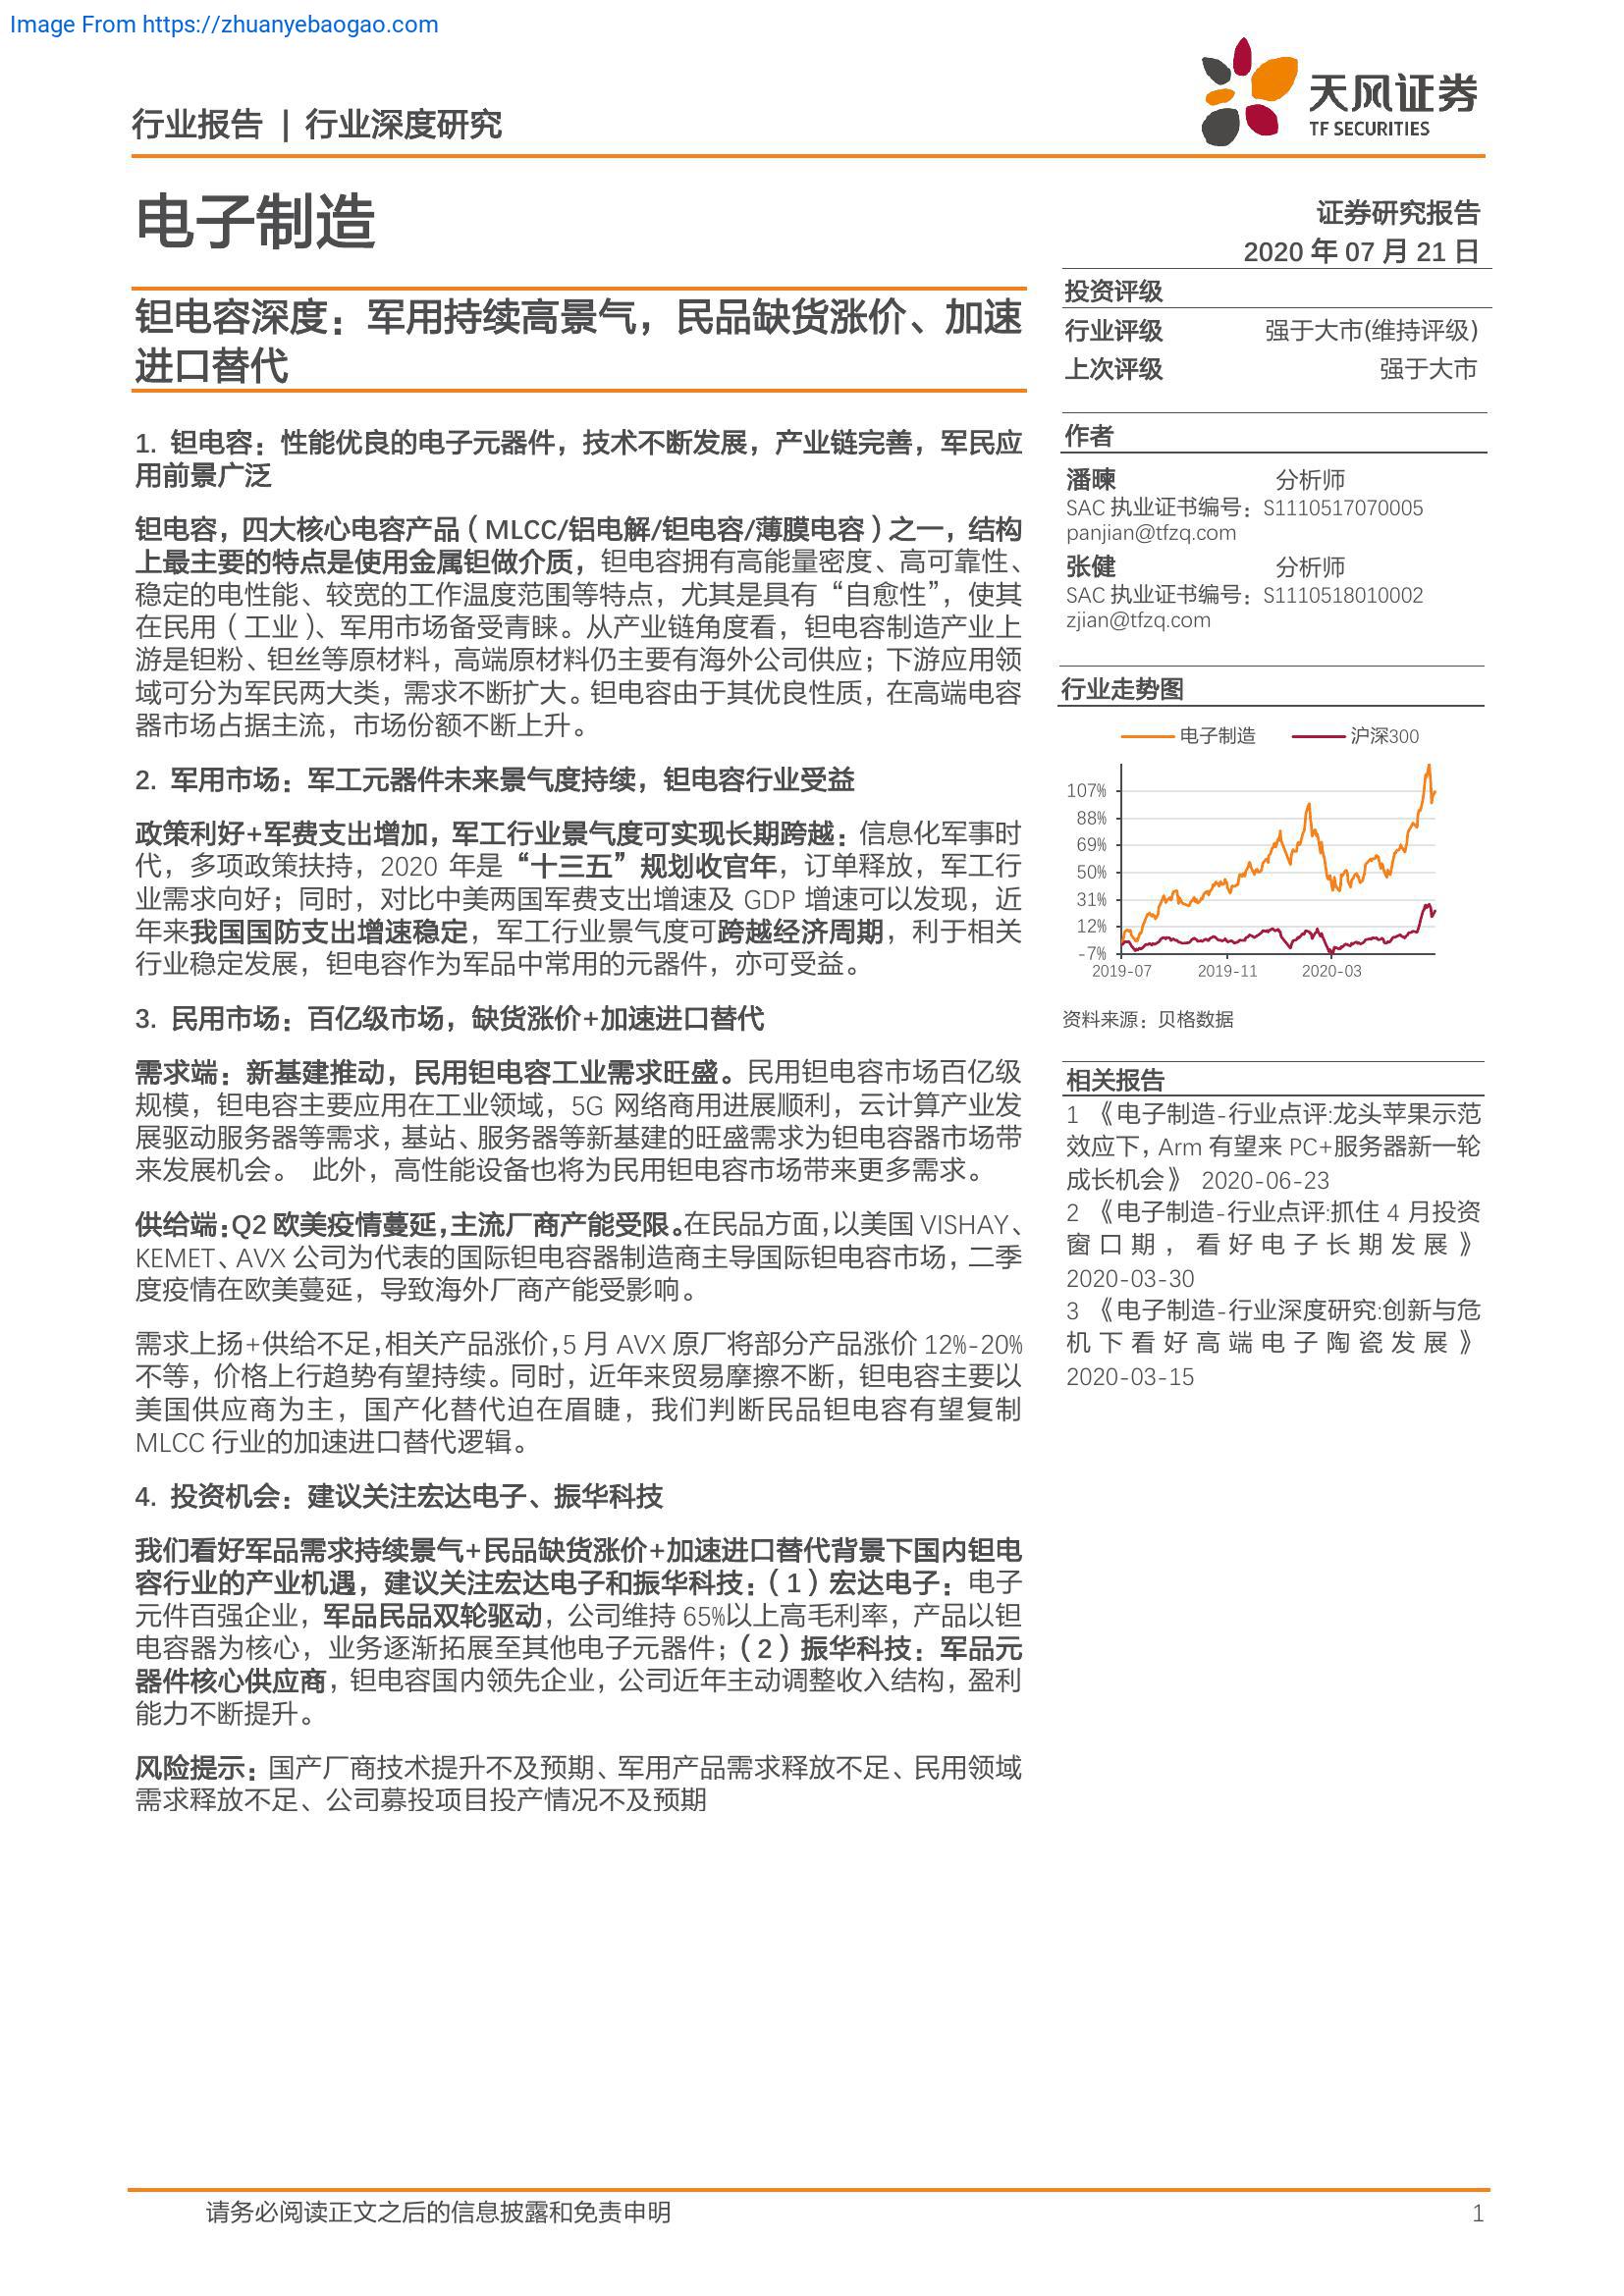 Image From https://zhuanyebaogao.com
行业报告 | 行业深度研究
天风证券
TF SECURITIES
电子制造
证券研究报告
2020 年 07 月 21 日
钽电容深度：军用持续高景气，民品缺货涨价、加速
进口替代
1. 钽电容：性能优良的电子元器件，技术不断发展，产业链完善，军民应
用前景广泛
钽电容，四大核心电容产品（MLCC/铝电解/钽电容/薄膜电容）之一，结构
上最主要的特点是使用金属钽做介质，钽电容拥有高能量密度、高可靠性、
稳定的电性能、较宽的工作温度范围等特点，尤其是具有“自愈性”，使其
在民用（工业）、军用市场备受青睐。从产业链角度看，钽电容制造产业上
游是钽粉、钽丝等原材料，高端原材料仍主要有海外公司供应；下游应用领
域可分为军民两大类，需求不断扩大。钽电容由于其优良性质，在高端电容
器市场占据主流，市场份额不断上升。
2. 军用市场：军工元器件未来景气度持续，钽电容行业受益
政策利好+军费支出增加，军工行业景气度可实现长期跨越：信息化军事时
代，多项政策扶持，2020 年是“十三五”规划收官年，订单释放，军工行
业需求向好；同时，对比中美两国军费支出增速及 GDP 增速可以发现，近
年来我国国防支出增速稳定，军工行业景气度可跨越经济周期，利于相关
行业稳定发展，钽电容作为军品中常用的元器件，亦可受益。
3. 民用市场：百亿级市场，缺货涨价+加速进口替代
需求端：新基建推动，民用钽电容工业需求旺盛。民用钽电容市场百亿级
规模，钽电容主要应用在工业领域，5G 网络商用进展顺利，云计算产业发
展驱动服务器等需求，基站、服务器等新基建的旺盛需求为钽电容器市场带
来发展机会。 此外，高性能设备也将为民用钽电容市场带来更多需求。
供给端：Q2 欧美疫情蔓延，主流厂商产能受限。在民品方面，以美国 VISHAY、
KEMET、AVX 公司为代表的国际钽电容器制造商主导国际钽电容市场，二季
度疫情在欧美蔓延，导致海外厂商产能受影响。
需求上扬+供给不足，相关产品涨价，5 月 AVX 原厂将部分产品涨价 12%-20%
不等，价格上行趋势有望持续。同时，近年来贸易摩擦不断，钽电容主要以
美国供应商为主，国产化替代迫在眉睫，我们判断民品钽电容有望复制
MLCC 行业的加速进口替代逻辑。
4. 投资机会：建议关注宏达电子、振华科技
我们看好军品需求持续景气+民品缺货涨价+加速进口替代背景下国内钽电
容行业的产业机遇，建议关注宏达电子和振华科技：（1）宏达电子：电子
元件百强企业，军品民品双轮驱动，公司维持 65%以上高毛利率，产品以钽
电容器为核心，业务逐渐拓展至其他电子元器件；（2）振华科技：军品元
器件核心供应商，钽电容国内领先企业，公司近年主动调整收入结构，盈利
能力不断提升。
风险提示：国产厂商技术提升不及预期、军用产品需求释放不足、民用领域
需求释放不足、公司募投项目投产情况不及预期
投资评级
行业评级 强于大市(维持评级)
上次评级 强于大市
作者
潘暕 分析师
SAC 执业证书编号：S1110517070005
panjian@tfzq.com
张健 分析师
SAC 执业证书编号：S1110518010002
zjian@tfzq.com
行业走势图
电子制造 沪深300
107%
88%
69%
50%
31%
12%
-7%
2019-07 2019-11 2020-03
资料来源：贝格数据
相关报告
1 《电子制造-行业点评:龙头苹果示范
效应下，Arm 有望来 PC+服务器新一轮
成长机会》 2020-06-23
2 《电子制造-行业点评:抓住 4 月投资
窗口期，看好电子长期发展》
2020-03-30
3 《电子制造-行业深度研究:创新与危
机下看好高端电子陶瓷发展》
2020-03-15
请务必阅读正文之后的信息披露和免责申明 1